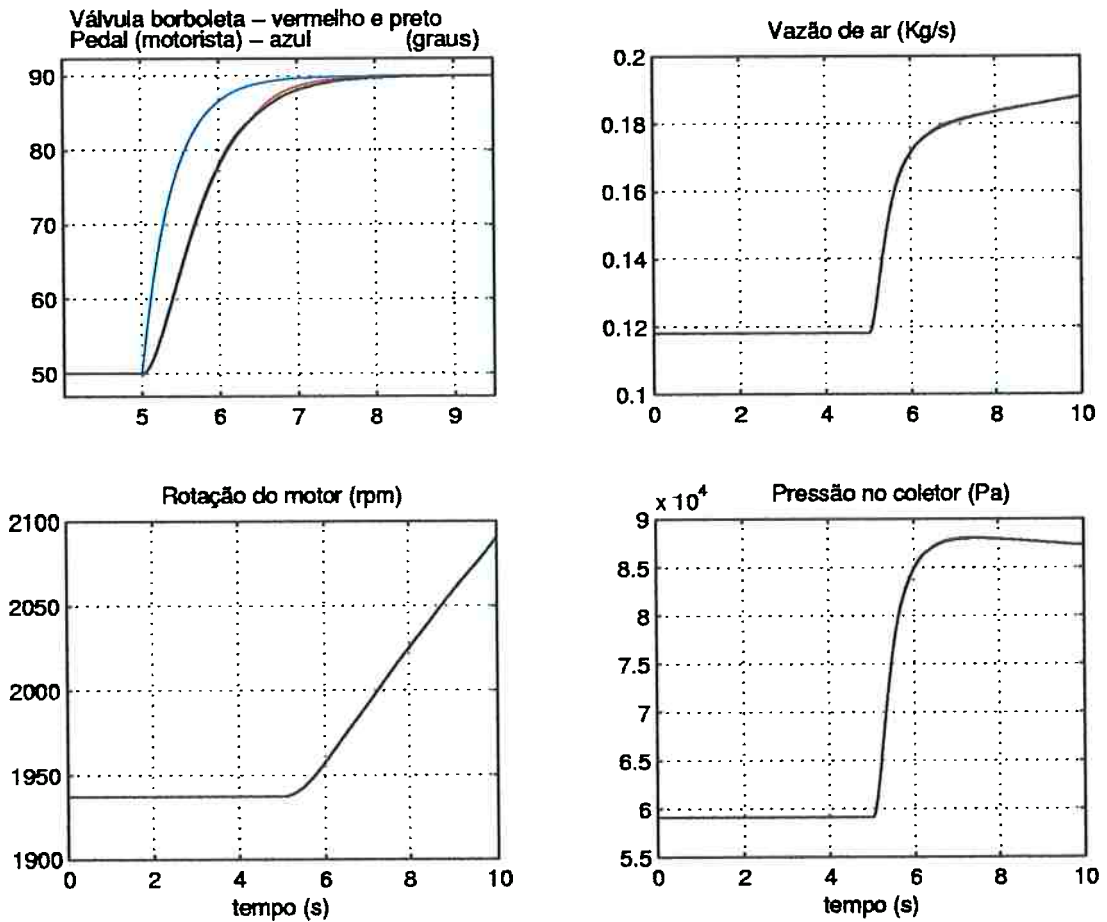 Válvula borboleta – vermelho e preto
Pedal (motorista) – azul (graus)
90
80
70
60
50
5 6 7 8 9
Vazão de ar (Kg/s)
0.2
0.18
0.16
0.14
0.12
0.1
0 2 4 6 8 10
Rotação do motor (rpm)
2100
2050
2000
1950
1900
0 2 4 6 8 10
tempo (s)
x 10⁴ Pressão no coletor (Pa)
9
8.5
8
7.5
7
6.5
6
5.5
0 2 4 6 8 10
tempo (s)